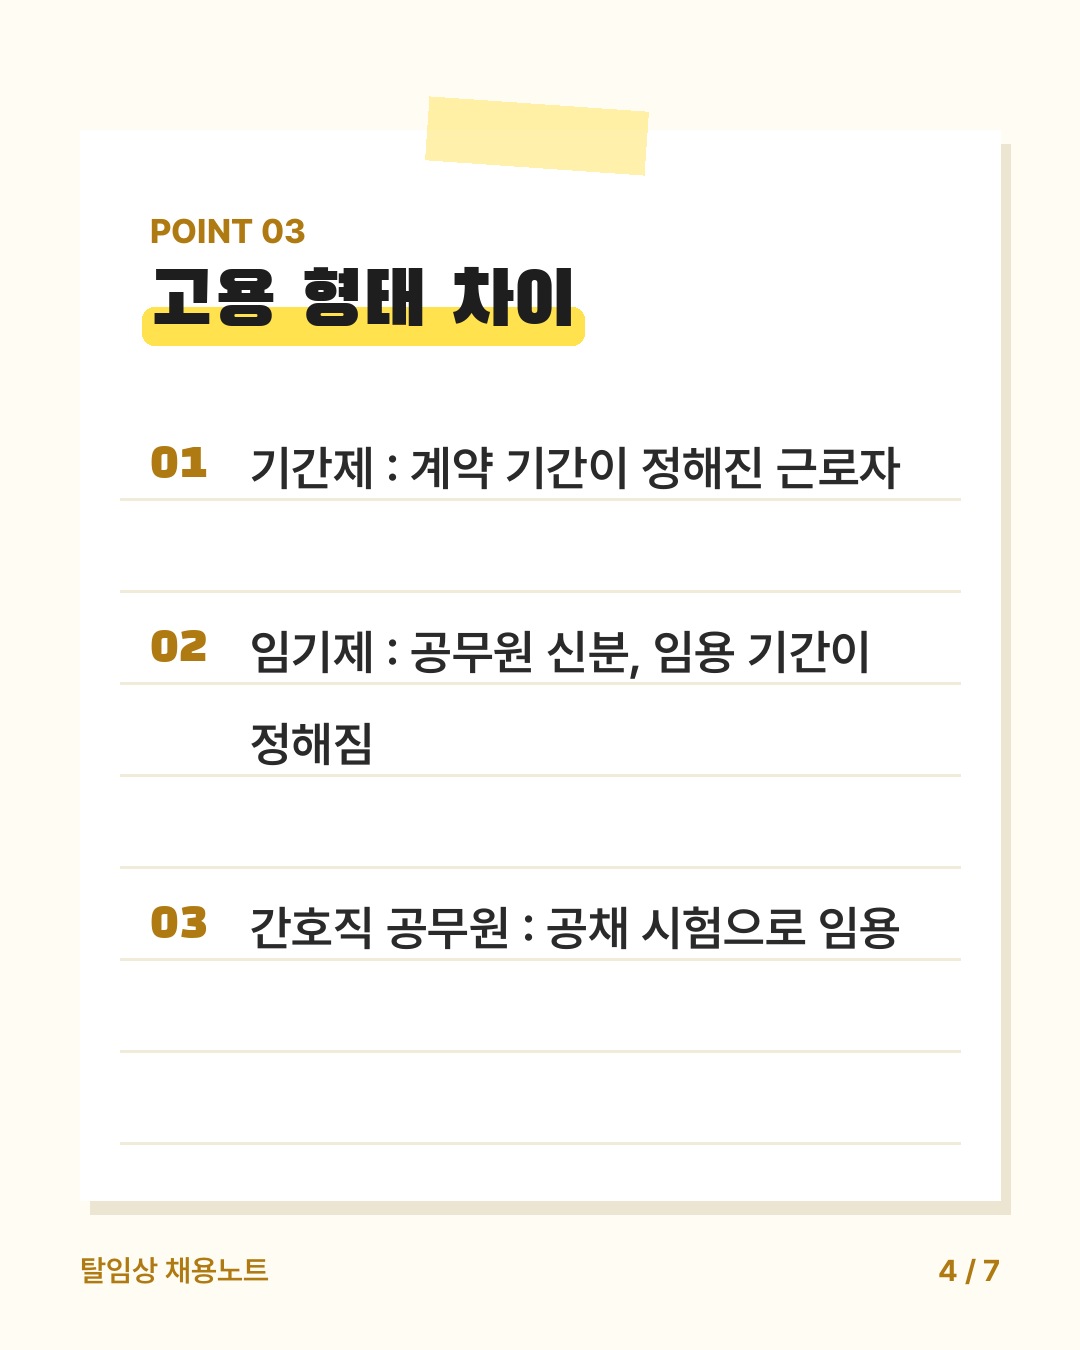 POINT 03
고용 형태 차이
01 기간제 : 계약 기간이 정해진 근로자
02 임기제 : 공무원 신분, 임용 기간이
정해짐
03 간호직 공무원 : 공채 시험으로 임용
탈임상 채용노트 4 / 7